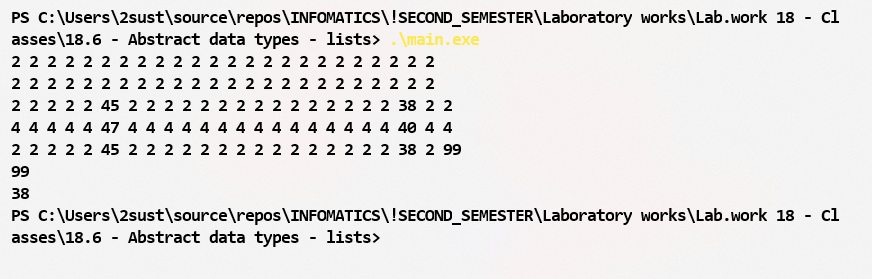 PS C:\Users\2sust\source\repos\INFOMATICS\!SECOND_SEMESTER\Laboratory works\Lab.work 18 - Cl
asses\18.6 - Abstract data types - lists> .\main.exe
2 2 2 2 2 2 2 2 2 2 2 2 2 2 2 2 2 2 2 2 2 2 2 2
2 2 2 2 2 2 2 2 2 2 2 2 2 2 2 2 2 2 2 2 2 2 2 2
2 2 2 2 2 45 2 2 2 2 2 2 2 2 2 2 2 2 2 2 2 38 2 2
4 4 4 4 4 47 4 4 4 4 4 4 4 4 4 4 4 4 4 4 4 40 4 4
2 2 2 2 2 45 2 2 2 2 2 2 2 2 2 2 2 2 2 2 2 38 2 99
99
38
PS C:\Users\2sust\source\repos\INFOMATICS\!SECOND_SEMESTER\Laboratory works\Lab.work 18 - Cl
asses\18.6 - Abstract data types - lists>